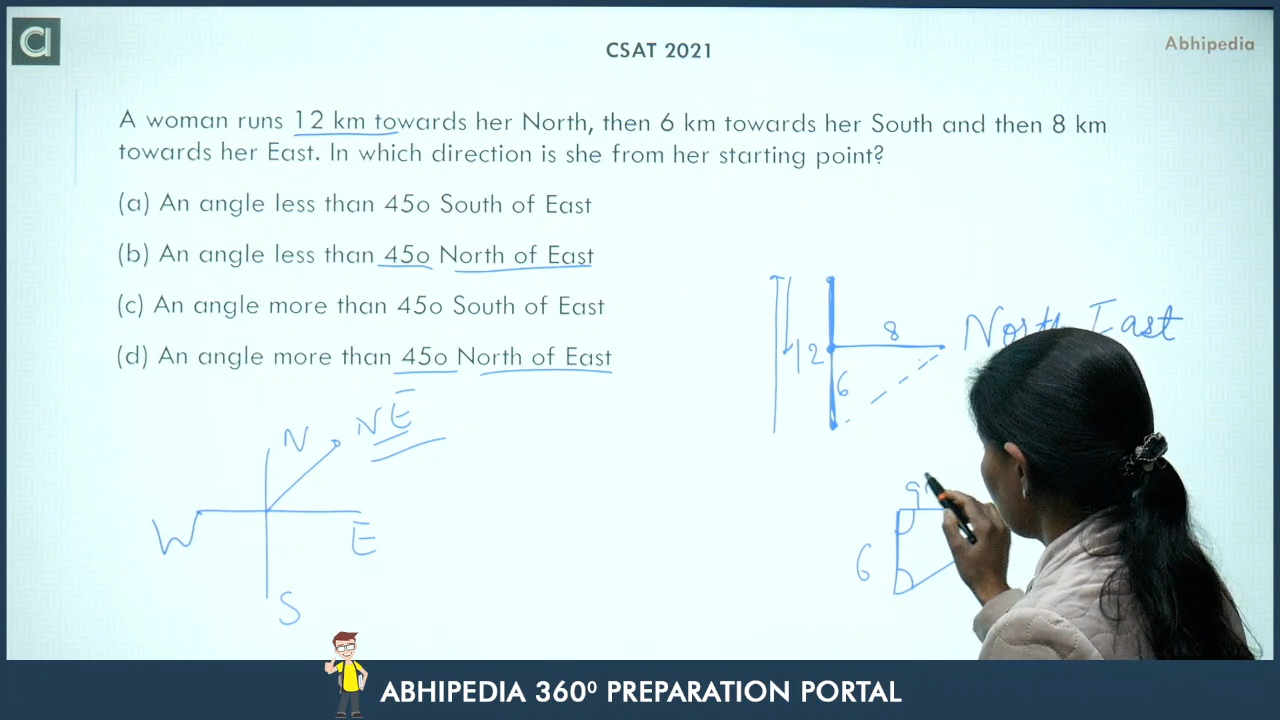 CSAT 2021
Abhipedia
A woman runs 12 km towards her North, then 6 km towards her South and then 8 km
towards her East. In which direction is she from her starting point?
(a) An angle less than 45o South of East
(b) An angle less than 45o North of East
(c) An angle more than 45o South of East
(d) An angle more than 45o North of East
8
12
6
East
N
NE
W
E
S
6
ABHIPEDIA 360⁰ PREPARATION PORTAL